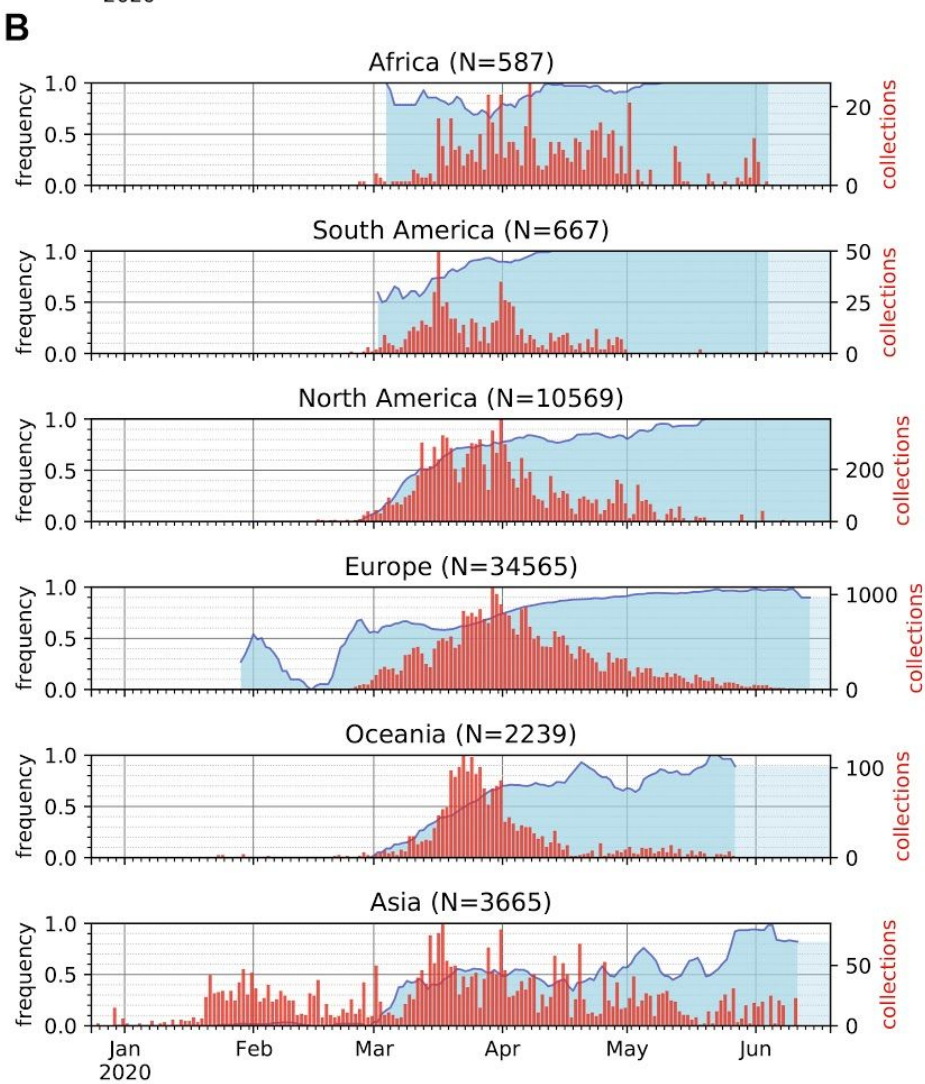 2020
B
Africa (N=587)
1.0
0.5
0.0
frequency
20
0
collections
South America (N=667)
1.0
0.5
0.0
frequency
50
25
0
collections
North America (N=10569)
1.0
0.5
0.0
frequency
200
0
collections
Europe (N=34565)
1.0
0.5
0.0
frequency
1000
0
collections
Oceania (N=2239)
1.0
0.5
0.0
frequency
100
0
collections
Asia (N=3665)
1.0
0.5
0.0
frequency
50
0
collections
Jan Feb Mar Apr May Jun
2020